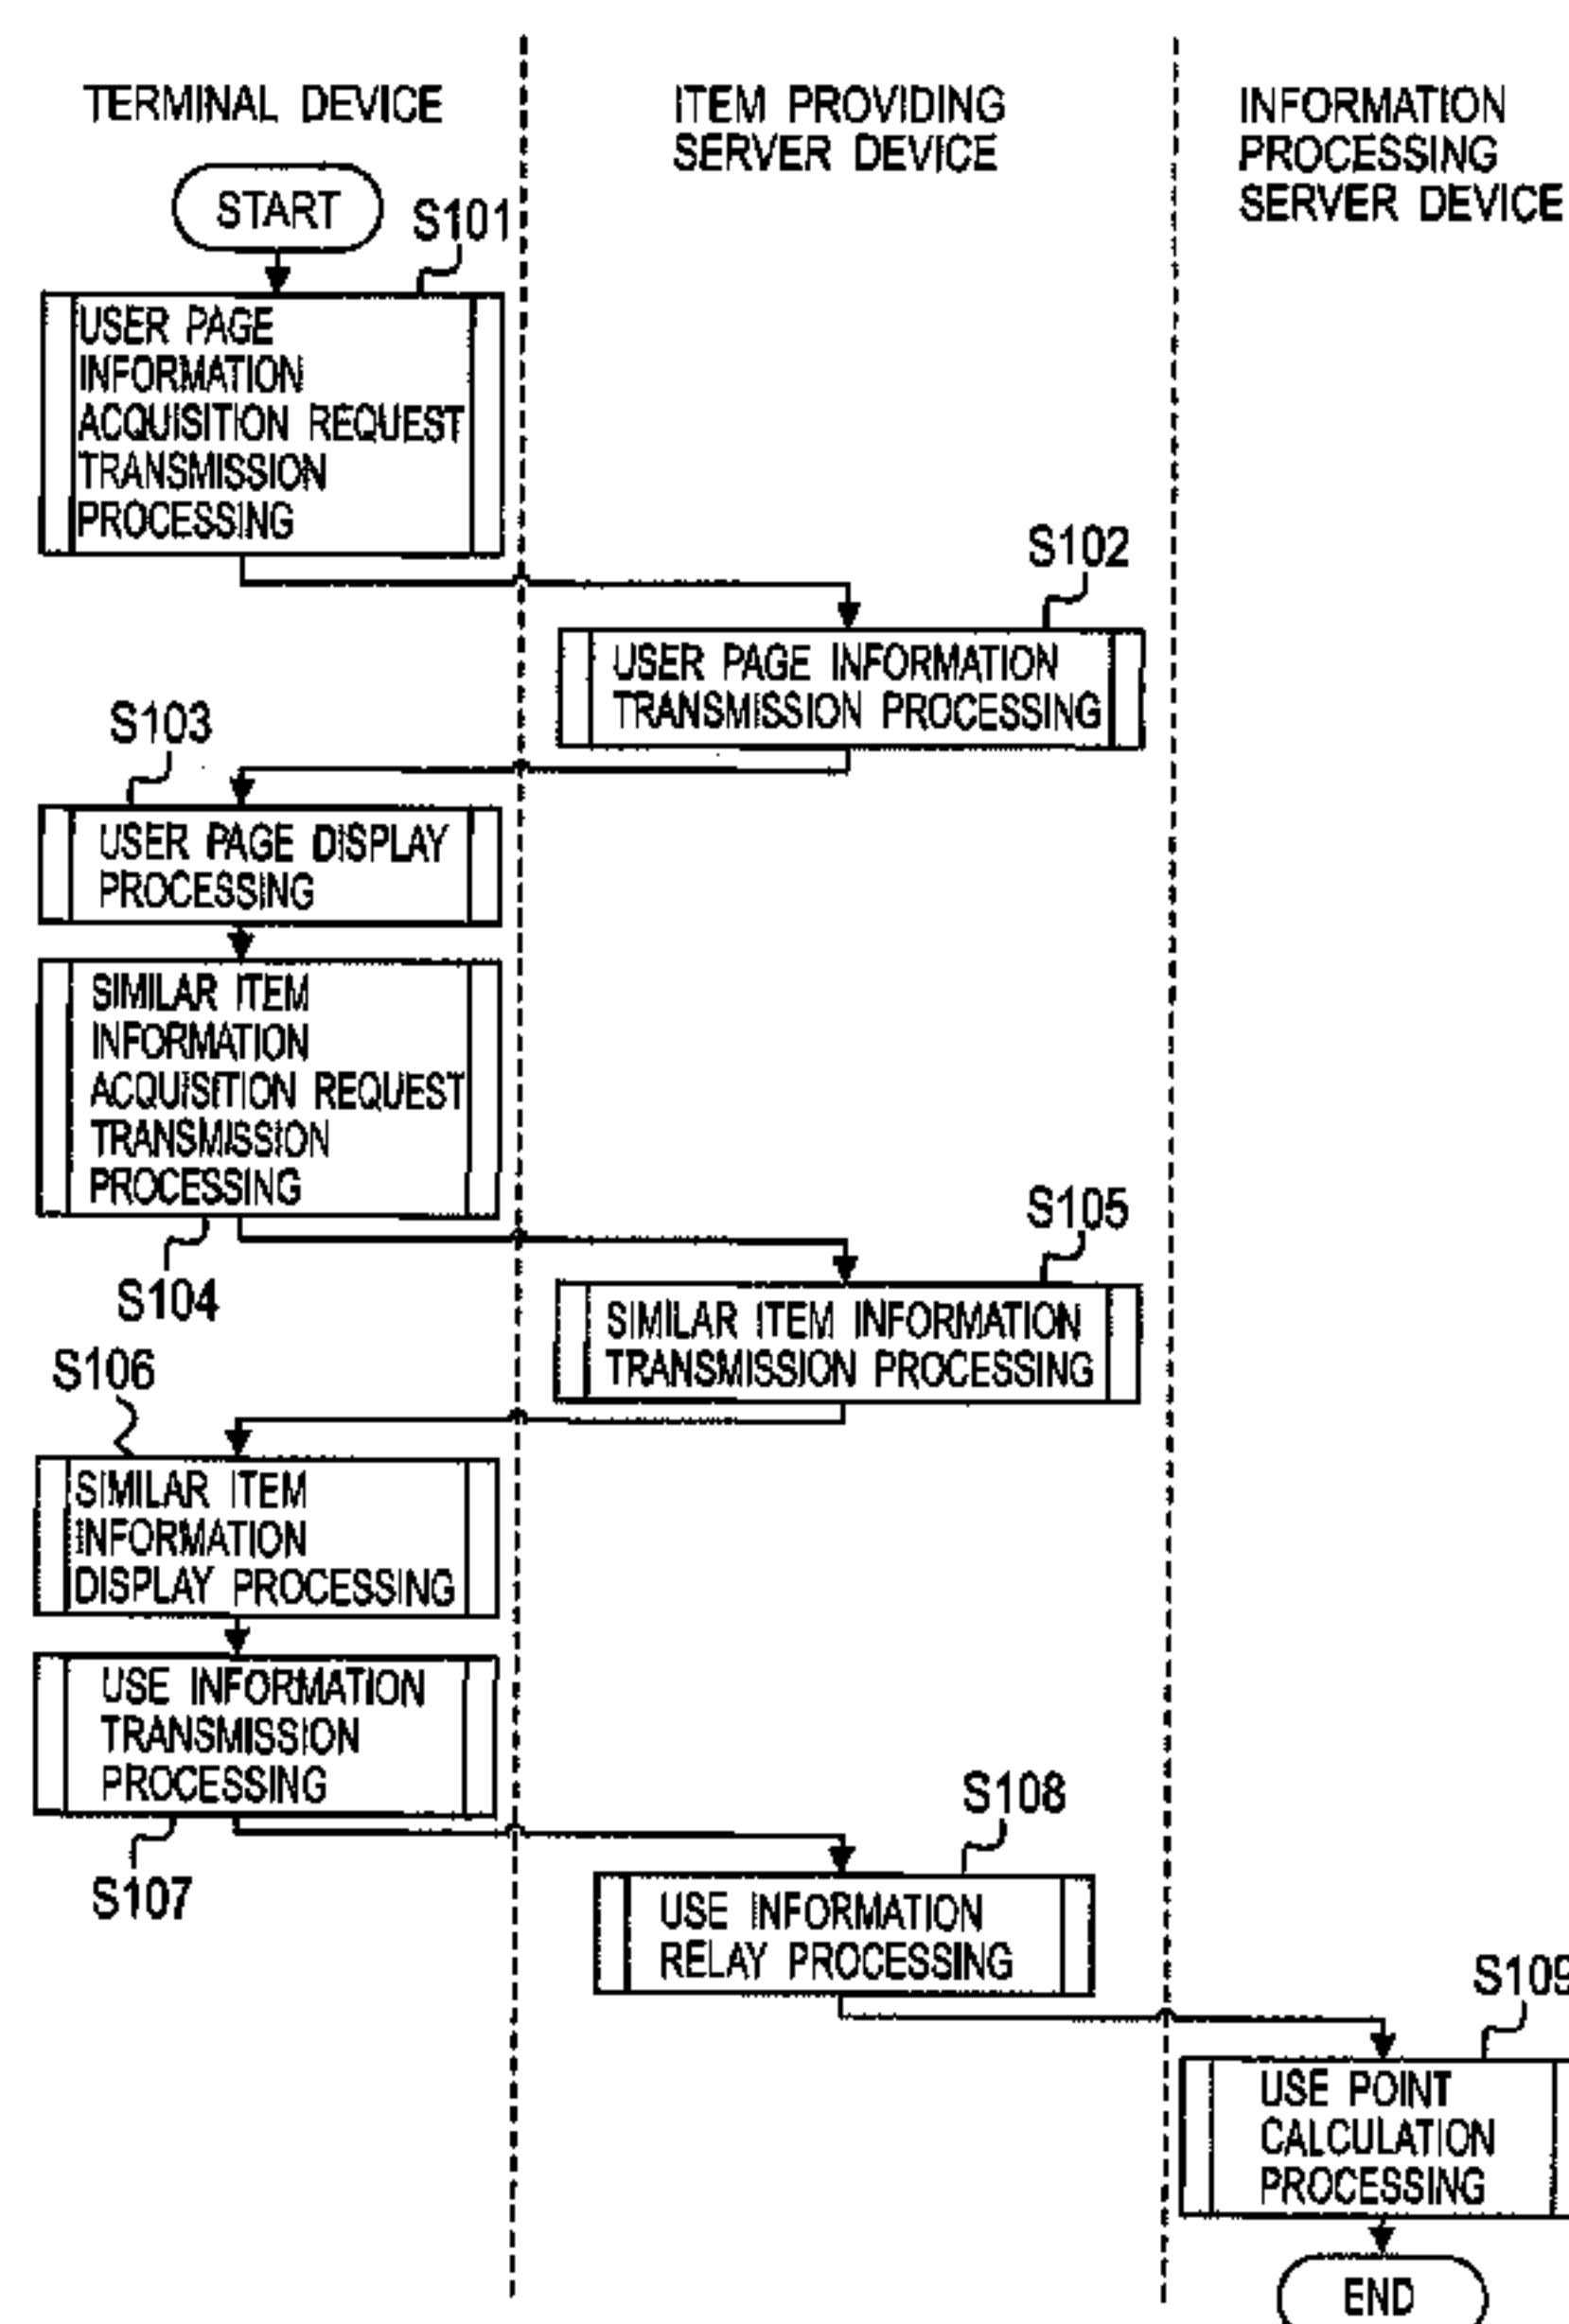 TERMINAL DEVICE
ITEM PROVIDING
SERVER DEVICE
INFORMATION
PROCESSING
SERVER DEVICE
START
S101
USER PAGE
INFORMATION
ACQUISITION REQUEST
TRANSMISSION
PROCESSING
S102
USER PAGE INFORMATION
TRANSMISSION PROCESSING
S103
USER PAGE DISPLAY
PROCESSING
SIMILAR ITEM
INFORMATION
ACQUISITION REQUEST
TRANSMISSION
PROCESSING
S104
S105
SIMILAR ITEM INFORMATION
TRANSMISSION PROCESSING
S106
SIMILAR ITEM
INFORMATION
DISPLAY PROCESSING
USE INFORMATION
TRANSMISSION
PROCESSING
S107
S108
USE INFORMATION
RELAY PROCESSING
S109
USE POINT
CALCULATION
PROCESSING
END